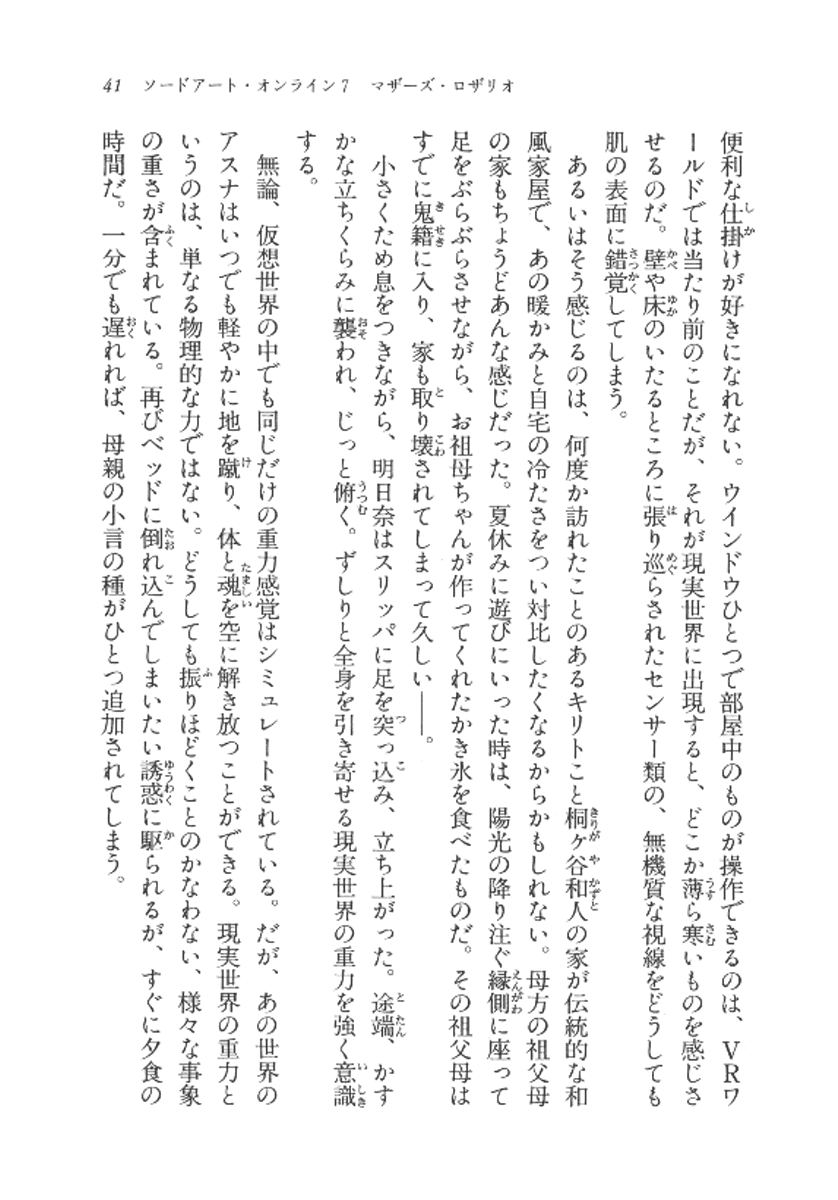 41 ソードアート・オンライン7 マザーズ・ロザリオ
便利な仕掛けが好きになれない。ウインドウひとつで部屋中のものが操作できるのは、VRワ
ールドでは当たり前のことだが、それが現実世界に出現すると、どこか薄ら寒いものを感じさ
せるのだ。壁や床のいたるところに張り巡らされたセンサー類の、無機質な視線をどうしても
肌の表面に錯覚してしまう。
あるいはそう感じるのは、何度か訪れたことのあるキリトこと桐ヶ谷和人の家が伝統的な和
風家屋で、あの暖かみと自宅の冷たさをつい対比したくなるからかもしれない。母方の祖父母
の家もちょうどあんな感じだった。夏休みに遊びにいった時は、陽光の降り注ぐ縁側に座って
足をぶらぶらさせながら、お祖母ちゃんが作ってくれたかき氷を食べたものだ。その祖父母は
すでに鬼籍に入り、家も取り壊されてしまって久しい――。
小さくため息をつきながら、明日奈はスリッパに足を突っ込み、立ち上がった。途端、かす
かな立ちくらみに襲われ、じっと俯く。ずしりと全身を引き寄せる現実世界の重力を強く意識
する。
無論、仮想世界の中でも同じだけの重力感覚はシミュレートされている。だが、あの世界の
アスナはいつでも軽やかに地を蹴り、体と魂を空に解き放つことができる。現実世界の重力と
いうのは、単なる物理的な力ではない。どうしても振りほどくことのかなわない、様々な事象
の重さが含まれている。再びベッドに倒れ込んでしまいたい誘惑に駆られるが、すぐに夕食の
時間だ。一分でも遅れれば、母親の小言の種がひとつ追加されてしまう。